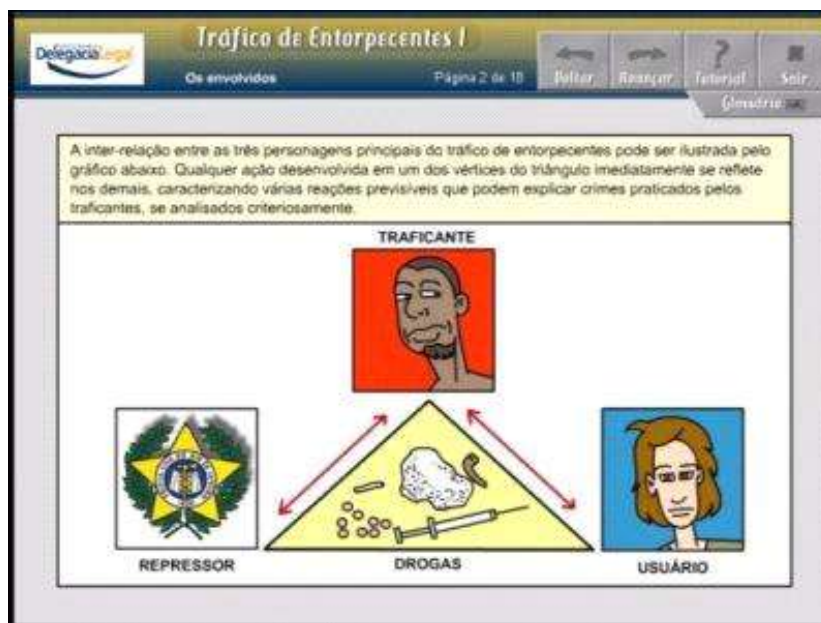 Delegacia Legal
Tráfico de Entorpecentes I
Os envolvidos
Página 2 de 18
Voltar
Avançar
Tutorial
Sair
Glossário
A inter-relação entre as três personagens principais do tráfico de entorpecentes pode ser ilustrada pelo
gráfico abaixo. Qualquer ação desenvolvida em um dos vértices do triângulo imediatamente se reflete
nos demais, caracterizando várias reações previsíveis que podem explicar crimes praticados pelos
traficantes, se analisados criteriosamente.
TRAFICANTE
REPRESSOR
DROGAS
USUÁRIO